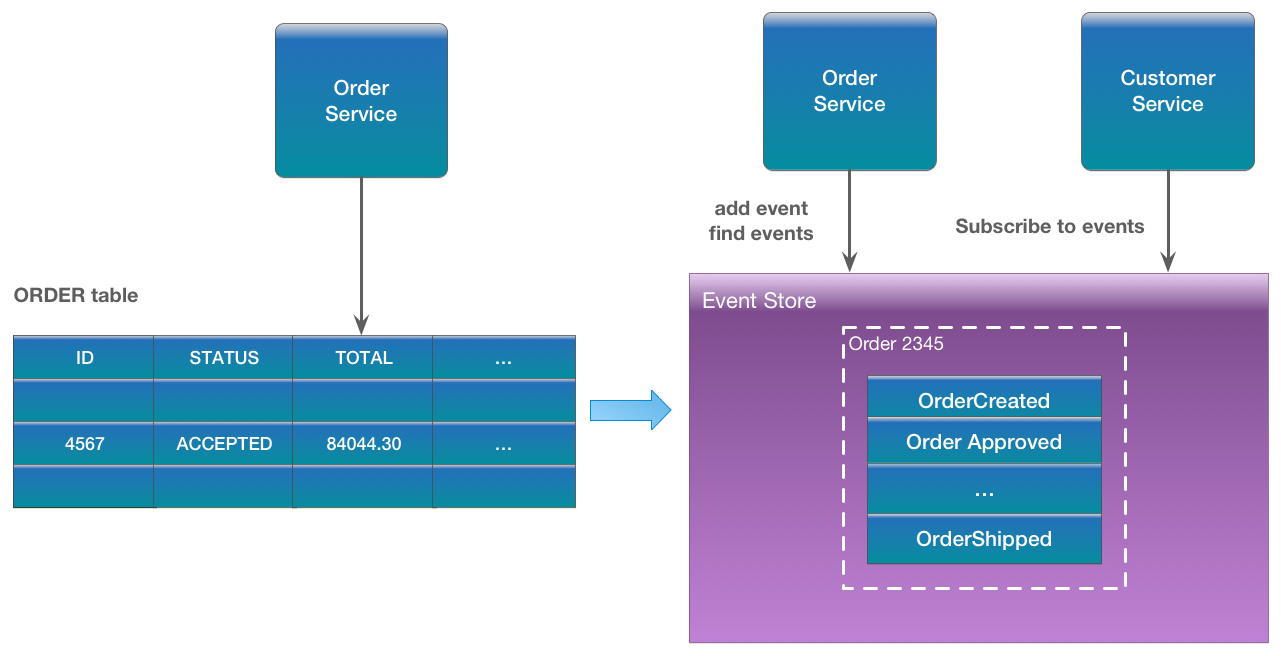 Order
Service
ORDER table
ID STATUS TOTAL ...
4567 ACCEPTED 84044.30 ...
Order
Service
Customer
Service
add event
find events
Subscribe to events
Event Store
Order 2345
OrderCreated
Order Approved
...
OrderShipped